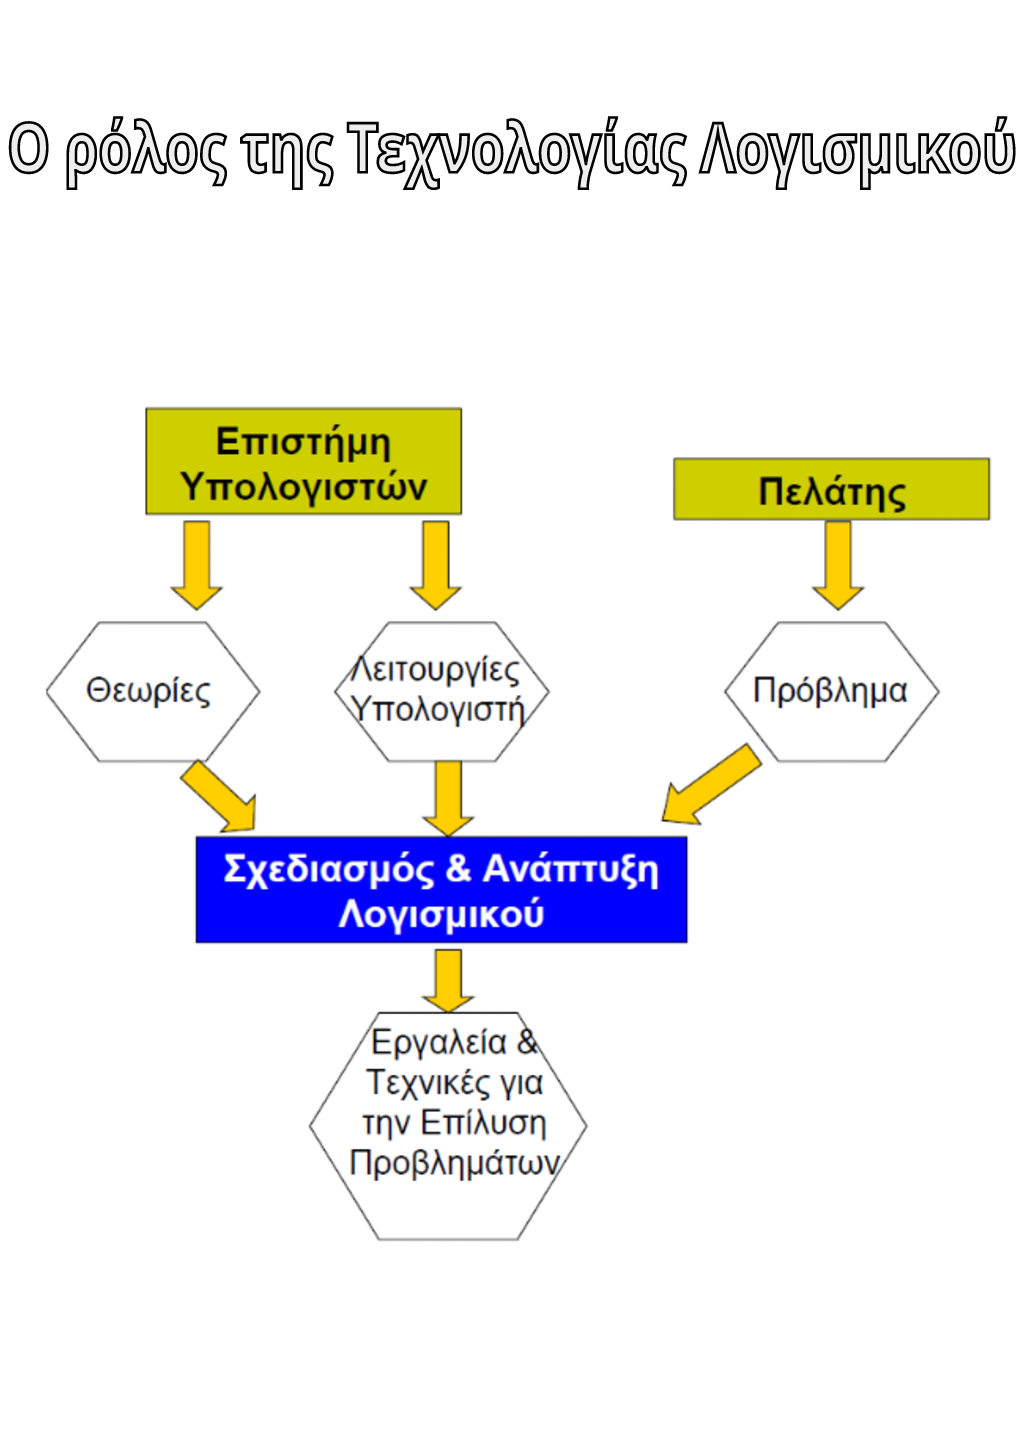 Ο ρόλος της Τεχνολογίας Λογισμικού
Επιστήμη
Υπολογιστών
Πελάτης
Θεωρίες
Λειτουργίες
Υπολογιστή
Πρόβλημα
Σχεδιασμός & Ανάπτυξη
Λογισμικού
Εργαλεία &
Τεχνικές για
την Επίλυση
Προβλημάτων